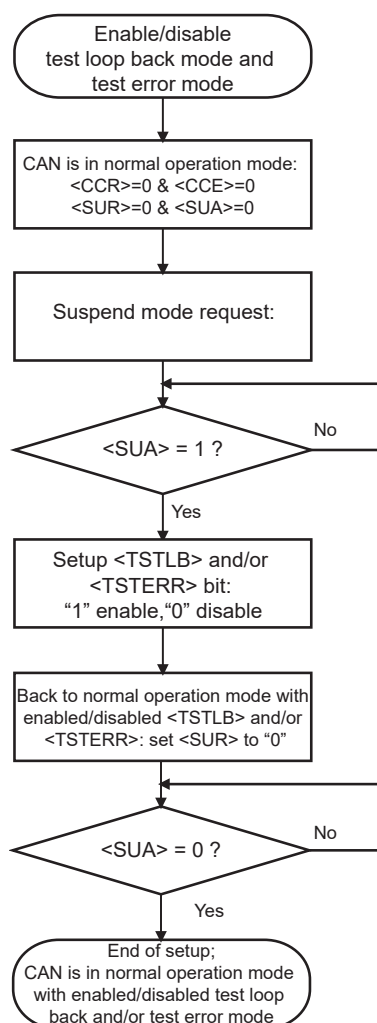 Enable/disable
test loop back mode and
test error mode
CAN is in normal operation mode:
<CCR>=0 & <CCE>=0
<SUR>=0 & <SUA>=0
Suspend mode request:
<SUA> = 1 ?
No
Yes
Setup <TSTLB> and/or
<TSTERR> bit:
“1” enable,“0” disable
Back to normal operation mode with
enabled/disabled <TSTLB> and/or
<TSTERR>: set <SUR> to “0”
<SUA> = 0 ?
No
Yes
End of setup;
CAN is in normal operation mode
with enabled/disabled test loop
back and/or test error mode